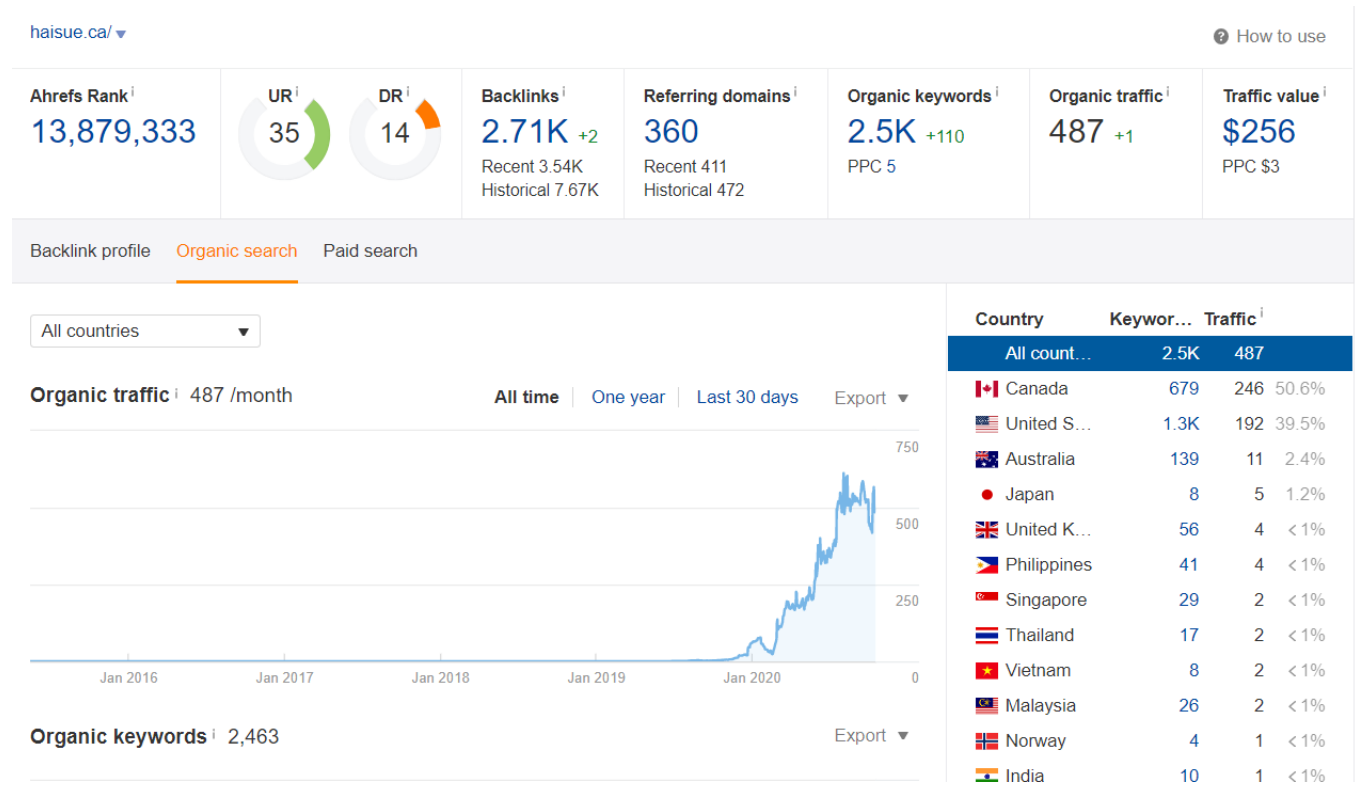 haisue.ca/
How to use
Ahrefs Rank
13,879,333
UR
35
DR
14
Backlinks
2.71K +2
Recent 3.54K
Historical 7.67K
Referring domains
360
Recent 411
Historical 472
Organic keywords
2.5K +110
PPC 5
Organic traffic
487 +1
Traffic value
$256
PPC $3
Backlink profile Organic search Paid search
All countries
Organic traffic 487 /month
All time One year Last 30 days Export
750
500
250
0
Jan 2016 Jan 2017 Jan 2018 Jan 2019 Jan 2020
Organic keywords 2,463
Export
Country Keywor... Traffic
All count... 2.5K 487
Canada 679 246 50.6%
United S... 1.3K 192 39.5%
Australia 139 11 2.4%
Japan 8 5 1.2%
United K... 56 4 <1%
Philippines 41 4 <1%
Singapore 29 2 <1%
Thailand 17 2 <1%
Vietnam 8 2 <1%
Malaysia 26 2 <1%
Norway 4 1 <1%
India 10 1 <1%